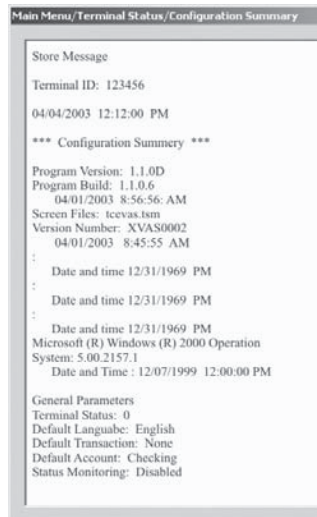 Main Menu/Terminal Status/Configuration Summary
Store Message
Terminal ID: 123456
04/04/2003 12:12:00 PM
*** Configuration Summery ***
Program Version: 1.1.0D
Program Build: 1.1.0.6
04/01/2003 8:56:56: AM
Screen Files: tcevas.tsm
Version Number: XVAS0002
04/01/2003 8:45:55 AM
:
Date and time 12/31/1969 PM
:
Date and time 12/31/1969 PM
:
Date and time 12/31/1969 PM
Microsoft (R) Windows (R) 2000 Operation
System: 5.00.2157.1
Date and Time : 12/07/1999 12:00:00 PM
General Parameters
Terminal Status: 0
Default Languabe: English
Default Transaction: None
Default Account: Checking
Status Monitoring: Disabled